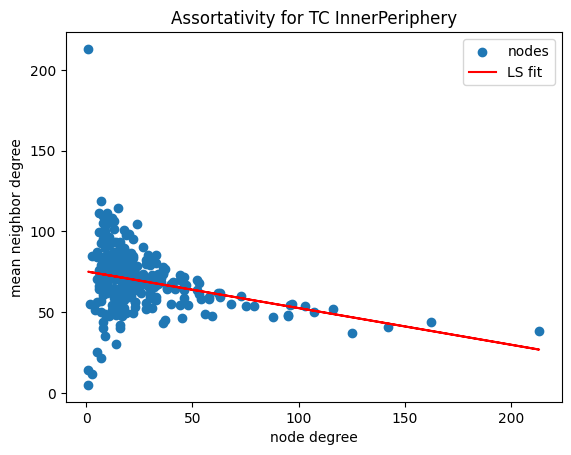 Assortativity for TC InnerPeriphery
nodes
LS fit
mean neighbor degree
200
150
100
50
0
0
50
100
150
200
node degree